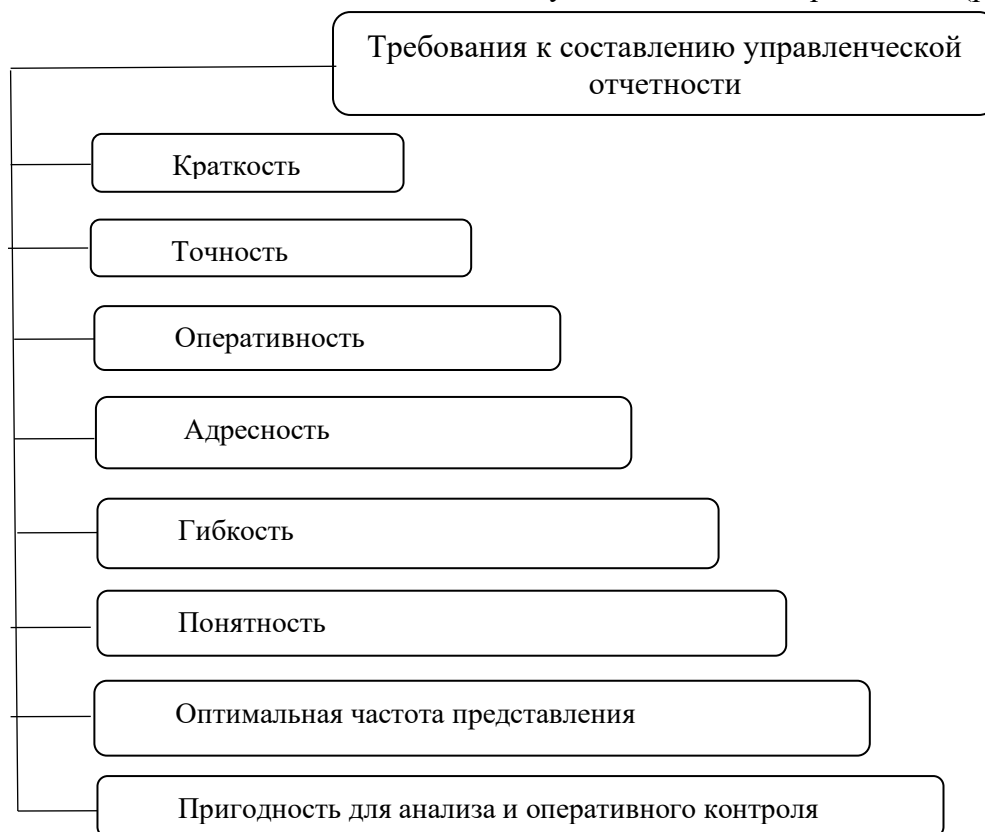 Требования к составлению управленческой
отчетности
Краткость
Точность
Оперативность
Адресность
Гибкость
Понятность
Оптимальная частота представления
Пригодность для анализа и оперативного контроля